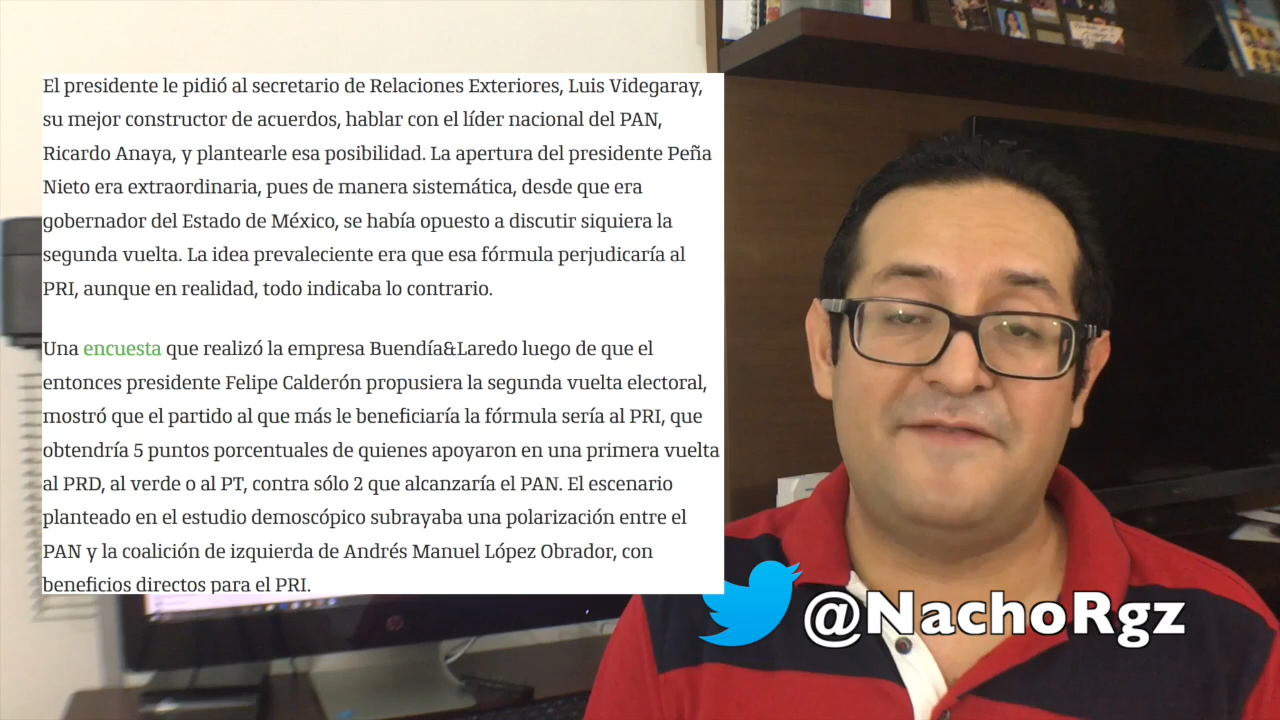 El presidente le pidió al secretario de Relaciones Exteriores, Luis Videgaray,
su mejor constructor de acuerdos, hablar con el líder nacional del PAN,
Ricardo Anaya, y plantearle esa posibilidad. La apertura del presidente Peña
Nieto era extraordinaria, pues de manera sistemática, desde que era
gobernador del Estado de México, se había opuesto a discutir siquiera la
segunda vuelta. La idea prevaleciente era que esa fórmula perjudicaría al
PRI, aunque en realidad, todo indicaba lo contrario.
Una encuesta que realizó la empresa Buendía&Laredo luego de que el
entonces presidente Felipe Calderón propusiera la segunda vuelta electoral,
mostró que el partido al que más le beneficiaría la fórmula sería al PRI, que
obtendría 5 puntos porcentuales de quienes apoyaron en una primera vuelta
al PRD, al verde o al PT, contra sólo 2 que alcanzaría el PAN. El escenario
planteado en el estudio demoscópico subrayaba una polarización entre el
PAN y la coalición de izquierda de Andrés Manuel López Obrador, con
beneficios directos para el PRI.
@NachoRgz